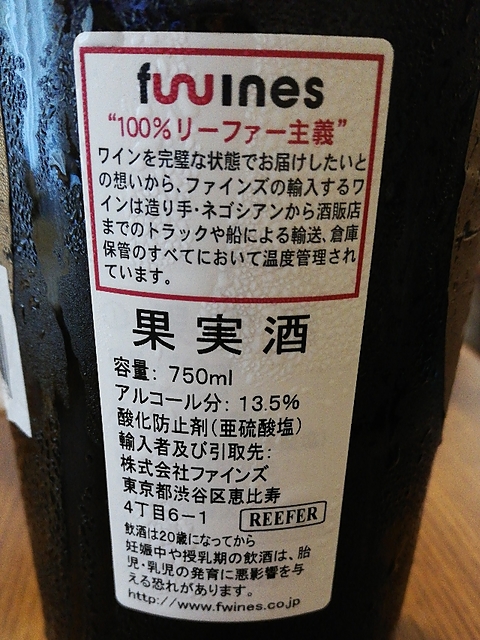 fwines
“100%リーファー主義”
ワインを完璧な状態でお届けしたいと
の想いから、ファインズの輸入するワ
インは造り手・ネゴシアンから酒販店
までのトラックや船による輸送、倉庫
保管のすべてにおいて温度管理され
ています。
果実酒
容量: 750ml
アルコール分: 13.5%
酸化防止剤(亜硫酸塩)
輸入者及び引取先:
株式会社ファインズ
東京都渋谷区恵比寿
4丁目6−1 REEFER
飲酒は20歳になってから
妊娠中や授乳期の飲酒は、胎
児・乳児の発育に悪影響を与
える恐れがあります。
http://www.fwines.co.jp